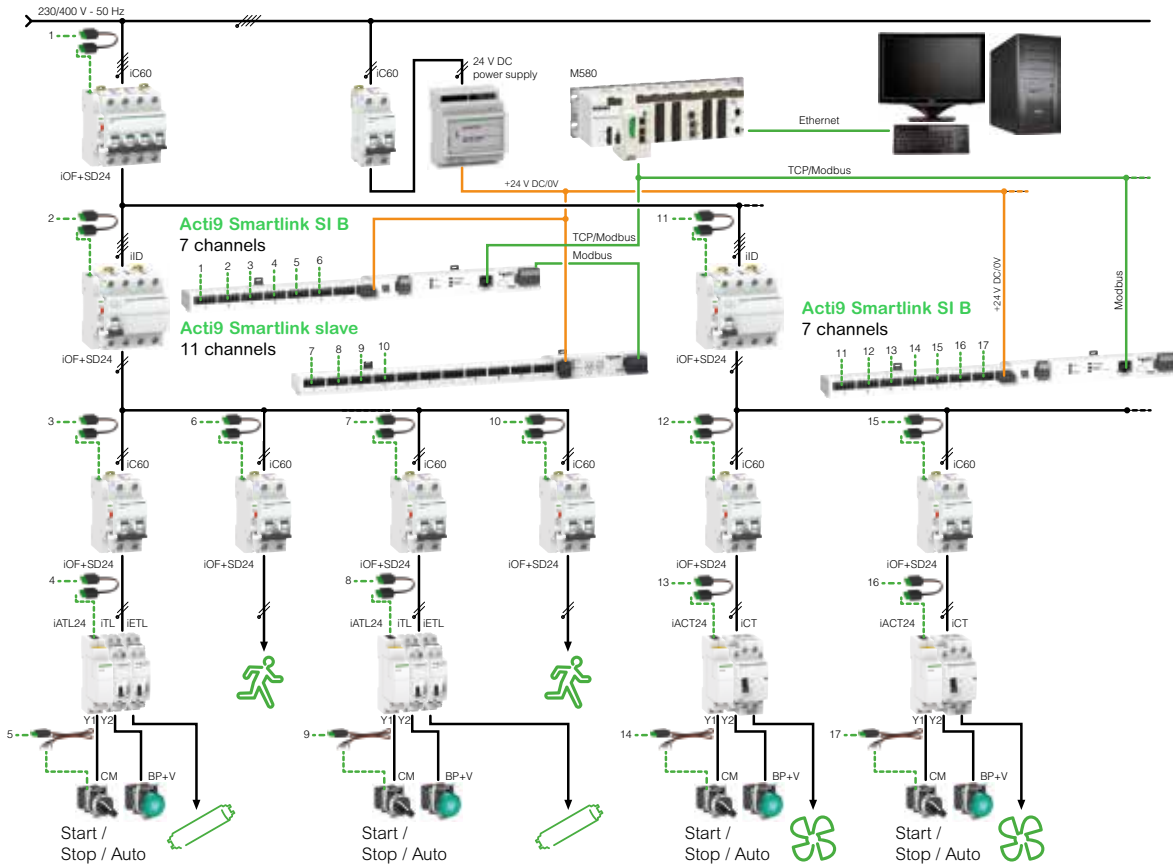 230/400 V - 50 Hz
1
iC60
iC60
24 V DC
power supply
M580
Ethernet
iOF+SD24
TCP/Modbus
+24 V DC/0V
2
Acti9 Smartlink SI B
7 channels
11
iID
TCP/Modbus
Modbus
iID
1 2 3 4 5 6
+24 V DC/0V
Modbus
Acti9 Smartlink SI B
7 channels
Acti9 Smartlink slave
11 channels
iOF+SD24
iOF+SD24
7 8 9 10
11 12 13 14 15 16 17
3
6
7
10
12
15
iC60
iC60
iC60
iC60
iC60
iC60
iOF+SD24
iOF+SD24
iOF+SD24
iOF+SD24
iOF+SD24
iOF+SD24
4
8
13
16
iATL24 iTL iETL
iATL24 iTL iETL
iACT24 iCT
iACT24 iCT
Y1 Y2
Y1 Y2
Y1 Y2
Y1 Y2
5
9
14
17
CM BP+V
CM BP+V
CM BP+V
CM BP+V
Start /
Stop / Auto
Start /
Stop / Auto
Start /
Stop / Auto
Start /
Stop / Auto